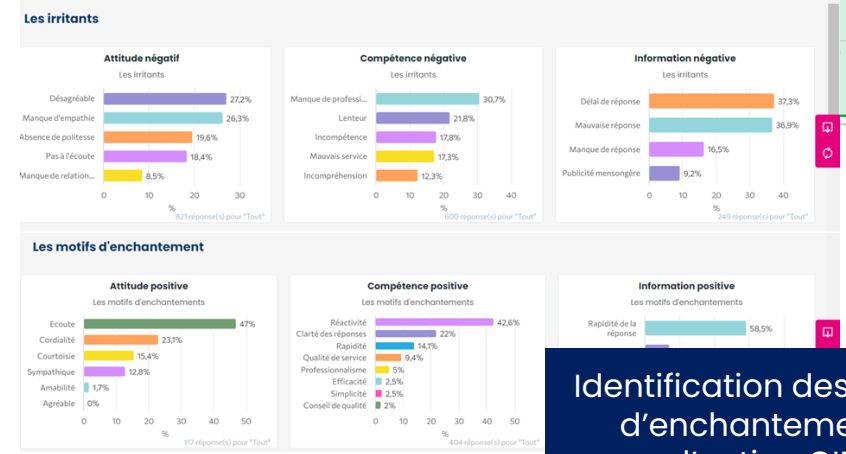 Les irritants
Attitude négatif
Les irritants
Désagréable 27,2%
Manque d'empathie 26,3%
Absence de politesse 19,6%
Pas à l'écoute 18,4%
Manque de relation... 8,5%
0 10 20 30
%
821 réponse(s) pour "Tout"
Compétence négative
Les irritants
Manque de professi... 30,7%
Lenteur 21,8%
Incompétence 17,8%
Mauvais service 17,3%
Incompréhension 12,3%
0 10 20 30 40
%
600 réponse(s) pour "Tout"
Information négative
Les irritants
Délai de réponse 37,3%
Mauvaise réponse 36,9%
Manque de réponse 16,5%
Publicité mensongère 9,2%
0 10 20 30 40
%
249 réponse(s) pour "Tout"
Les motifs d'enchantement
Attitude positive
Les motifs d'enchantements
Ecoute 47%
Cordialité 23,1%
Courtoisie 15,4%
Sympathique 12,8%
Amabilité 1,7%
Agréable 0%
0 10 20 30 40 50
%
117 réponse(s) pour "Tout"
Compétence positive
Les motifs d'enchantements
Réactivité 42,6%
Clarté des réponses 22%
Rapidité 14,1%
Qualité de service 9,4%
Professionnalisme 5%
Efficacité 2,5%
Simplicité 2,5%
Conseil de qualité 2%
0 10 20 30 40 50
%
404 réponse(s) pour "Tout"
Information positive
Les motifs d'enchantements
Rapidité de la
réponse 58,5%
Identification des
d'enchanteme